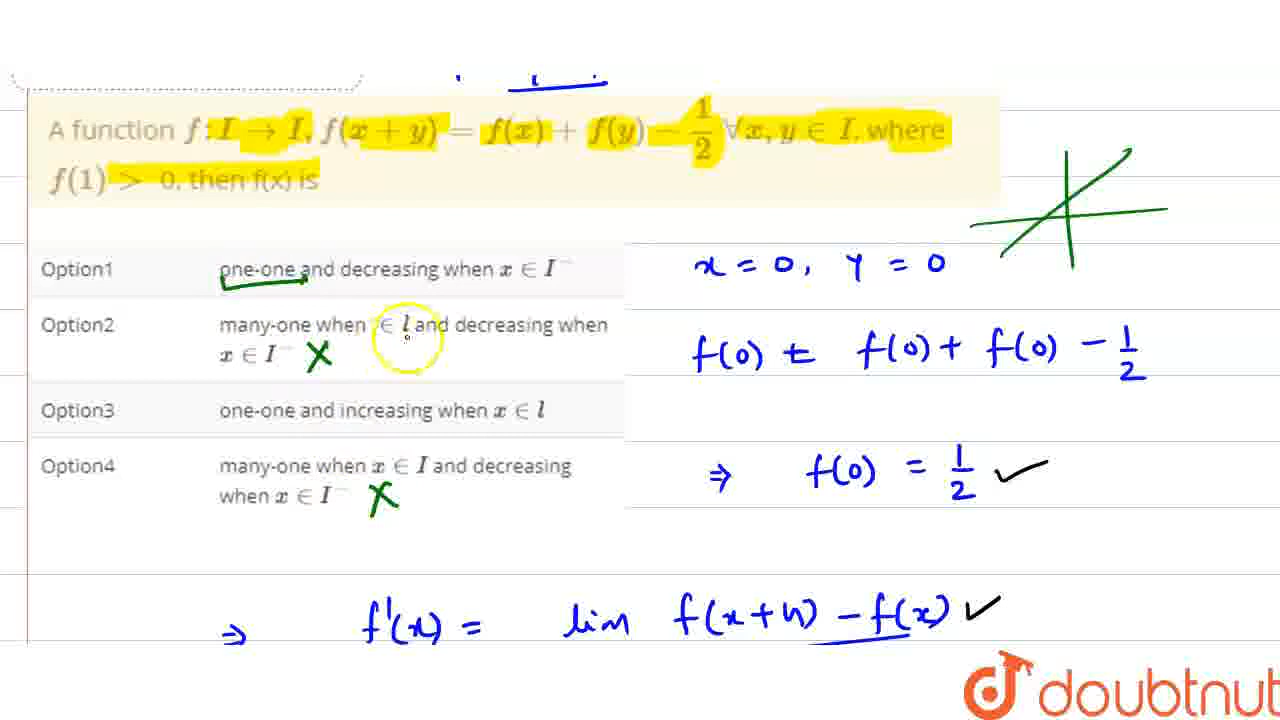 A function f : I → I, f(x + y) = f(x) + f(y) − 1/2 ∀ x, y ∈ I, where
f(1) > 0, then f(x) is
Option1 one-one and decreasing when x ∈ I⁻
Option2 many-one when ∈ l and decreasing when
x ∈ I⁻ X
Option3 one-one and increasing when x ∈ l
Option4 many-one when x ∈ I and decreasing
when x ∈ I⁻ X
x = 0, y = 0
f(0) = f(0) + f(0) − 1/2
⇒ f(0) = 1/2 ✓
⇒ f'(x) = lim f(x+h) − f(x) ✓
doubtnut